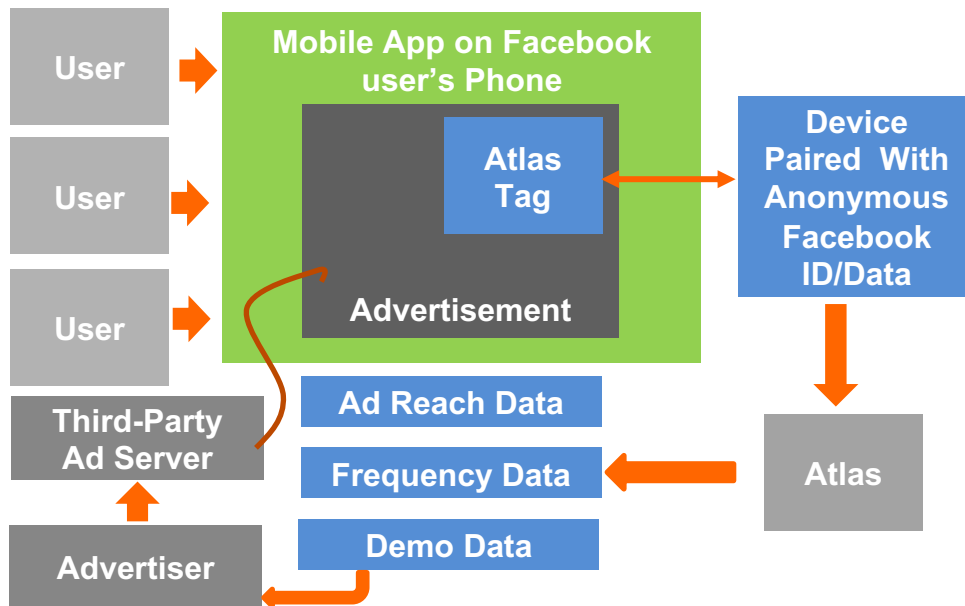 User
User
User
Mobile App on Facebook
user's Phone
Atlas
Tag
Advertisement
Device
Paired With
Anonymous
Facebook
ID/Data
Third-Party
Ad Server
Advertiser
Ad Reach Data
Frequency Data
Demo Data
Atlas